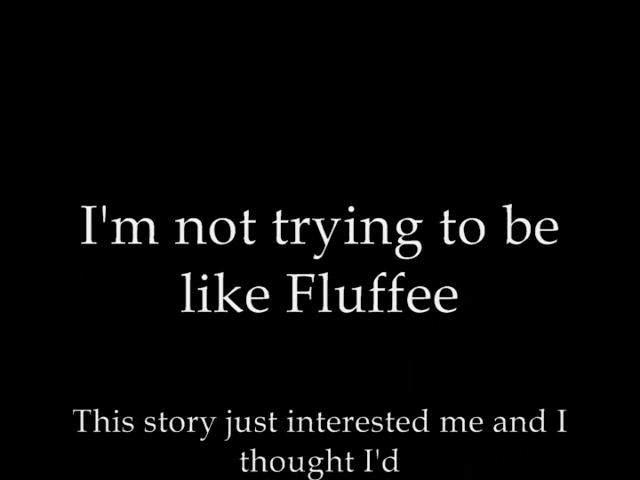 I'm not trying to be
like Fluffee
This story just interested me and I
thought I'd